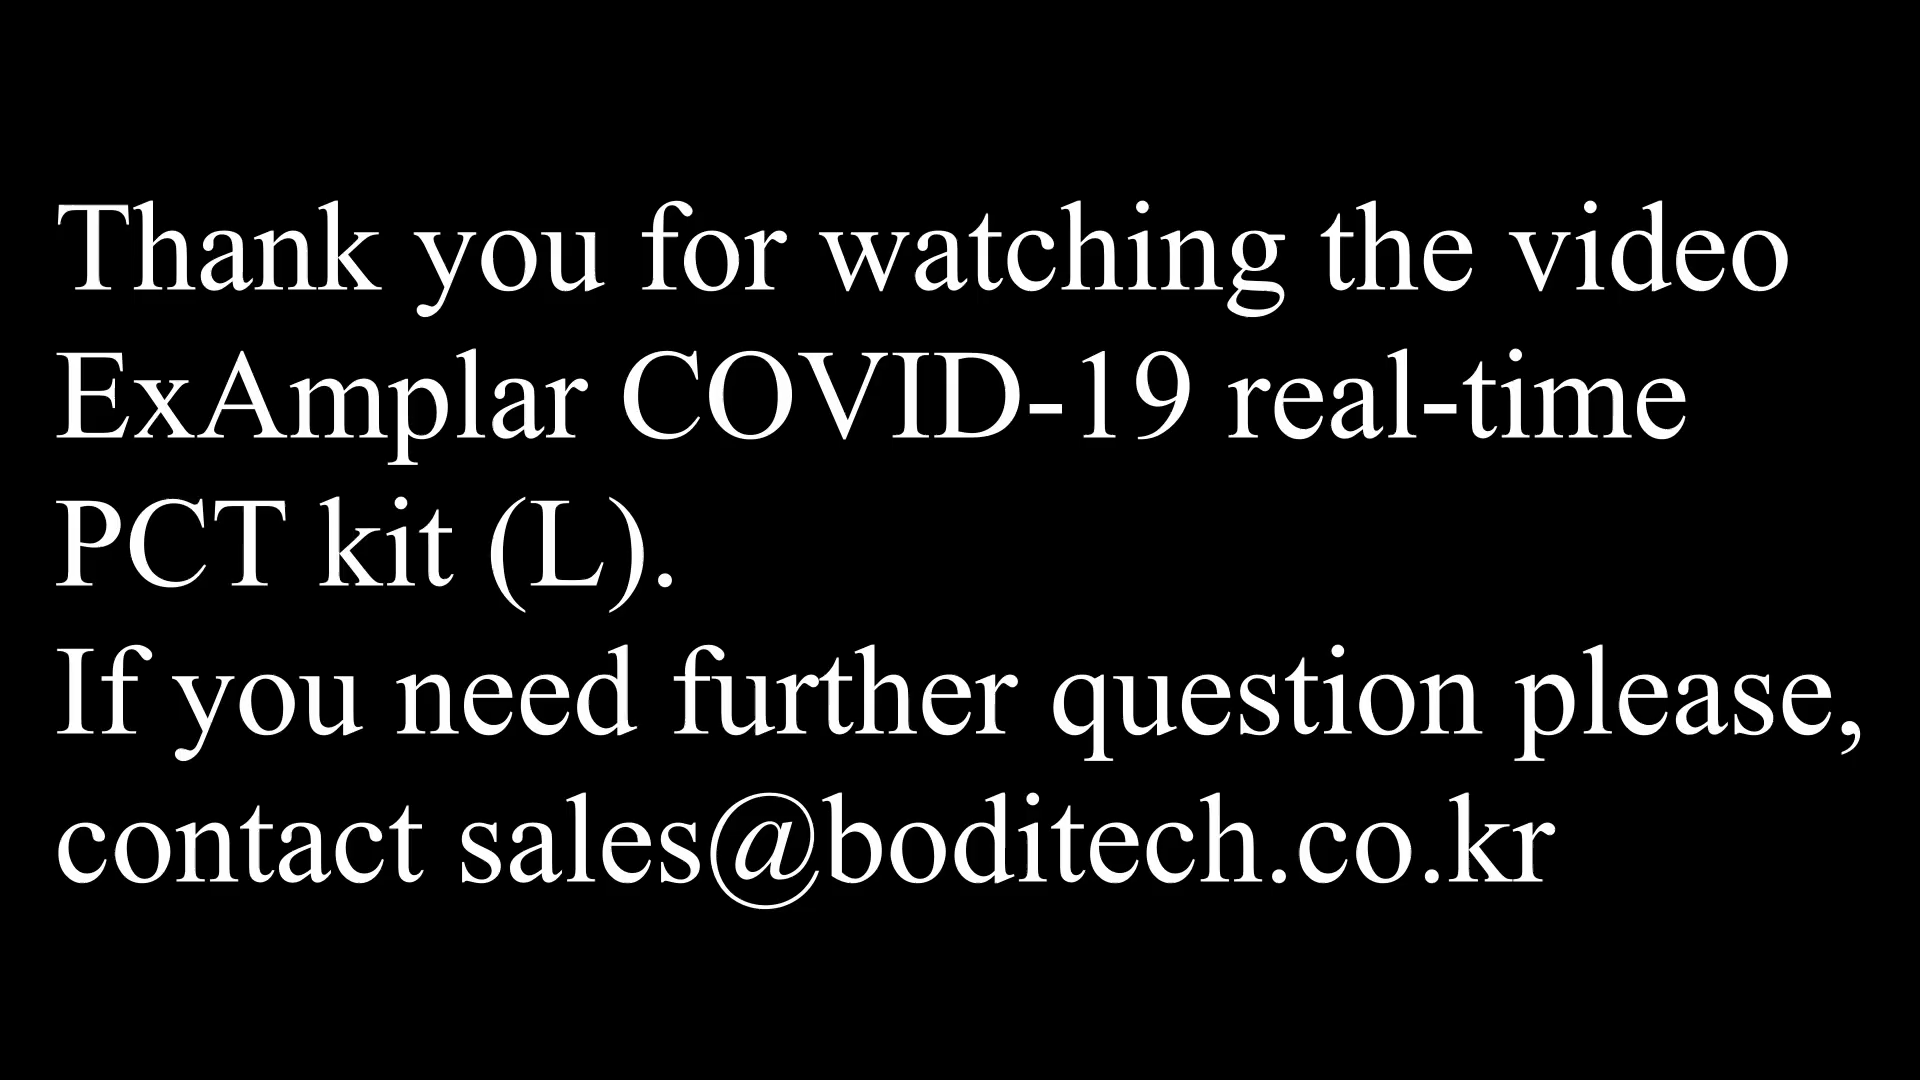 Thank you for watching the video
ExAmplar COVID-19 real-time
PCT kit (L).
If you need further question please,
contact sales@boditech.co.kr